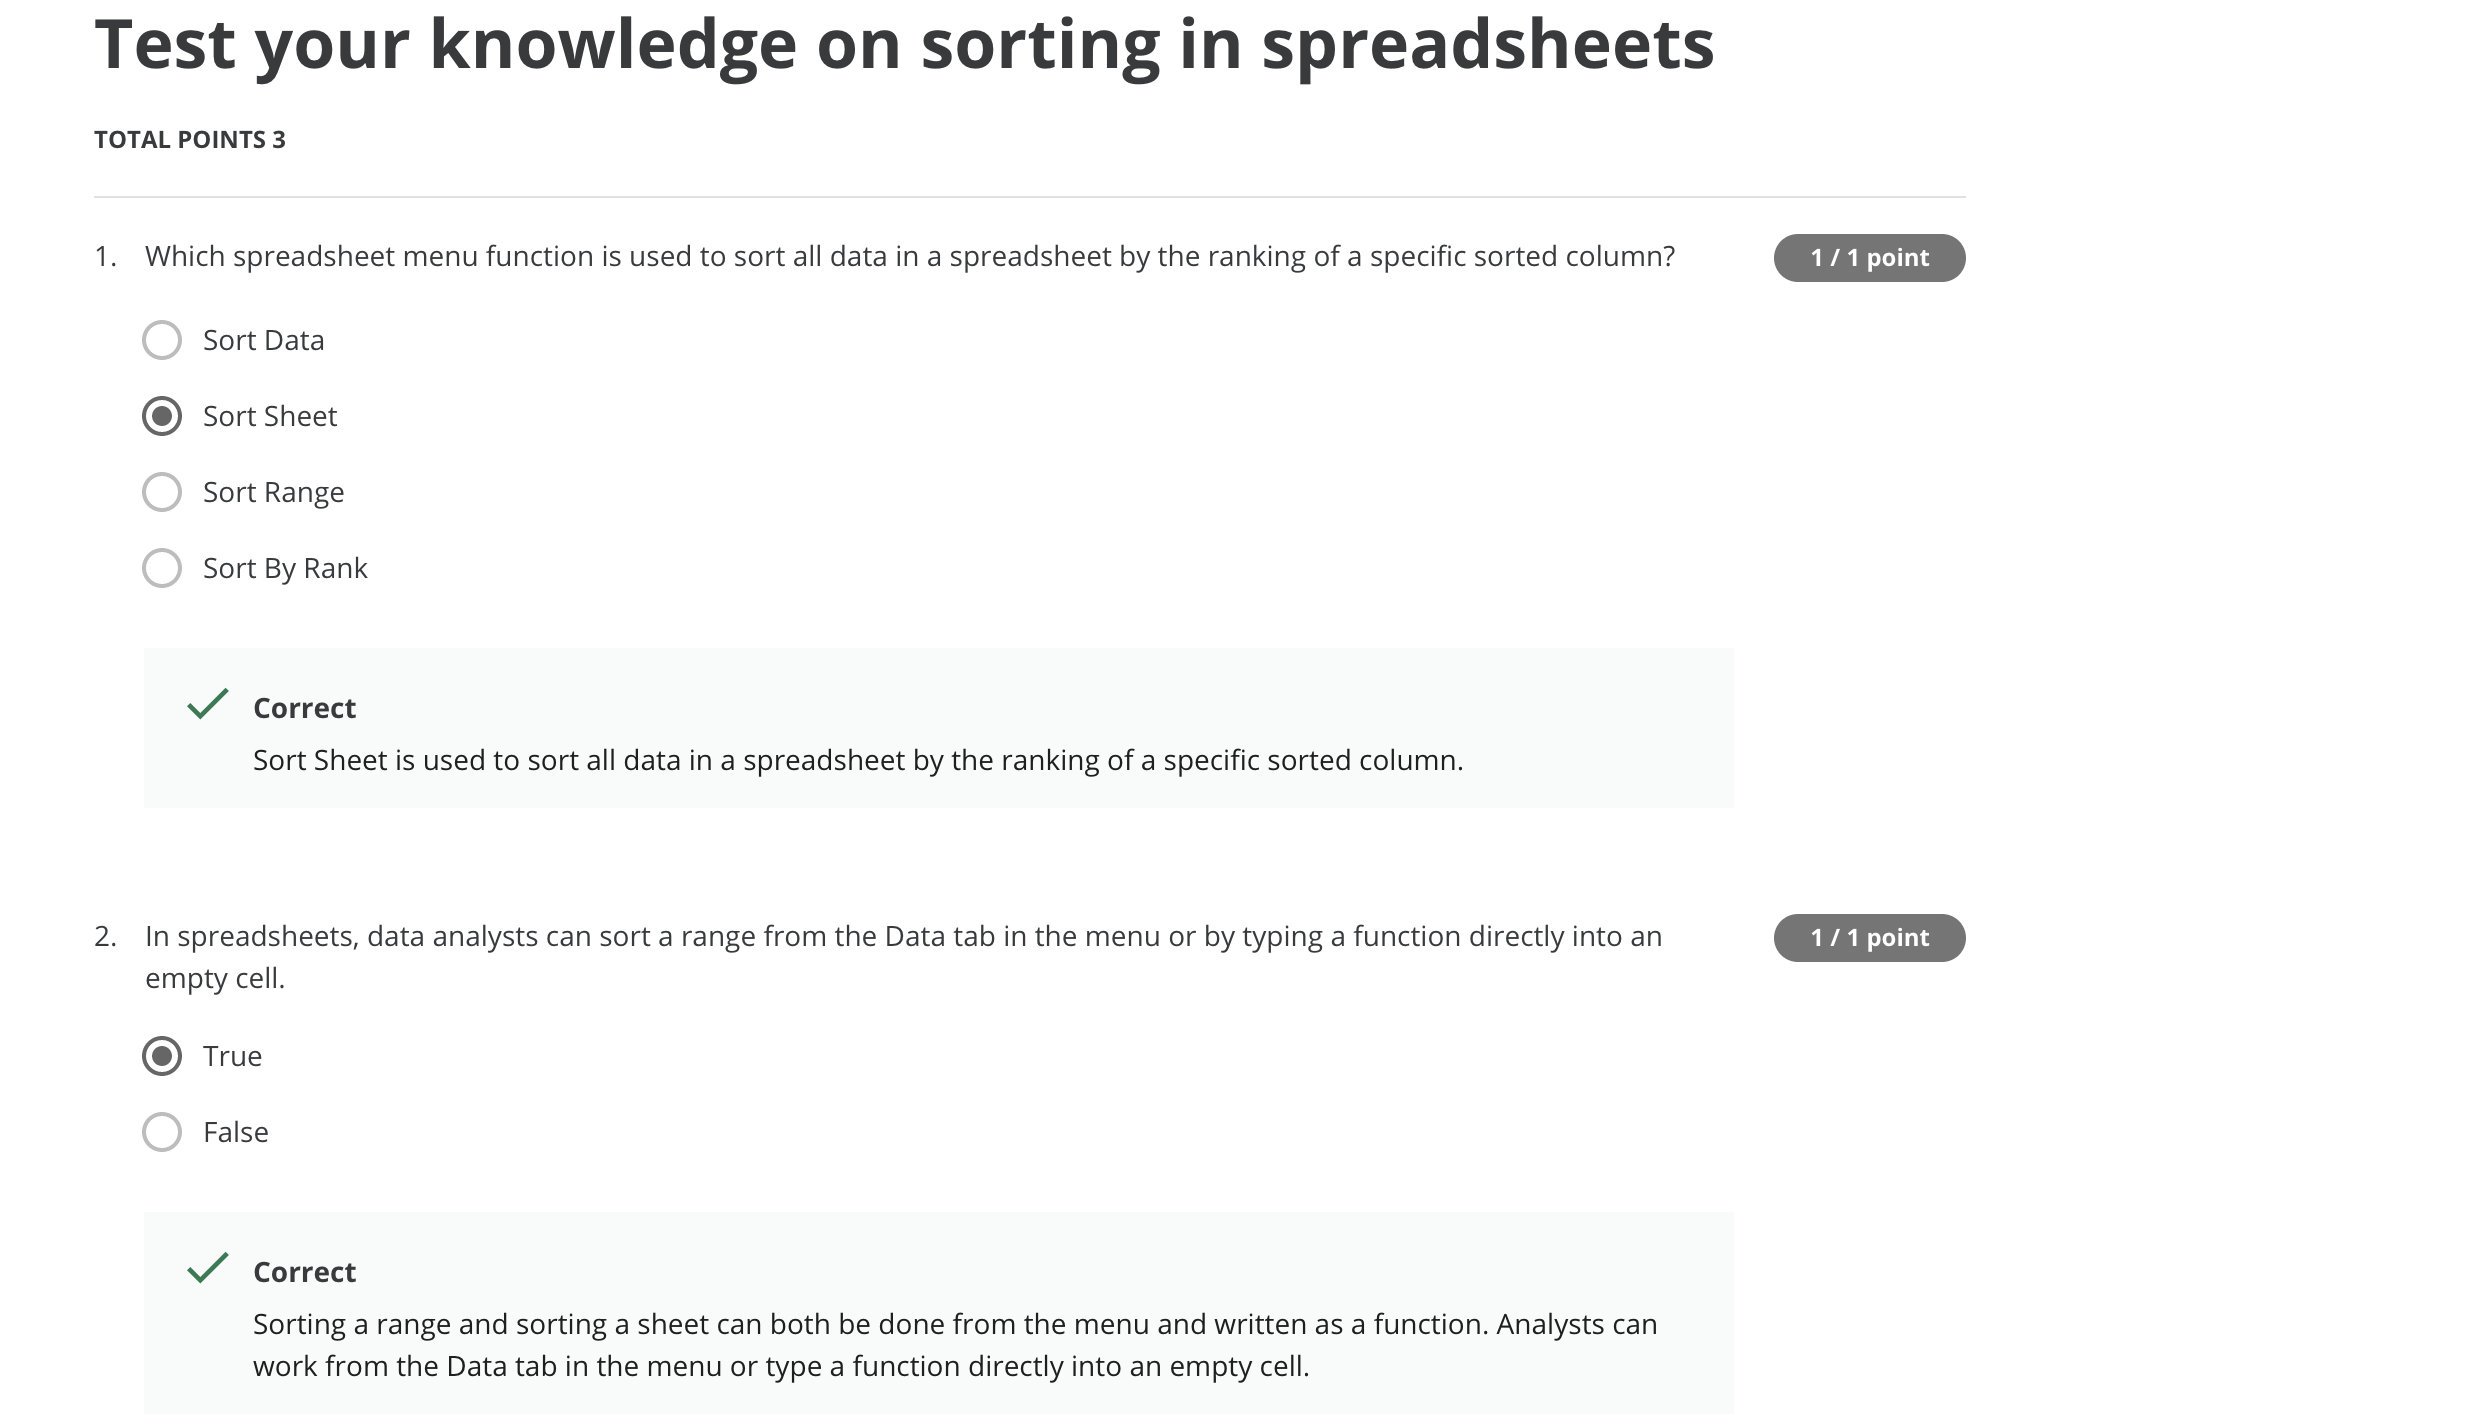 Test your knowledge on sorting in spreadsheets
TOTAL POINTS 3
1. Which spreadsheet menu function is used to sort all data in a spreadsheet by the ranking of a specific sorted column?
1 / 1 point
Sort Data
Sort Sheet
Sort Range
Sort By Rank
Correct
Sort Sheet is used to sort all data in a spreadsheet by the ranking of a specific sorted column.
2. In spreadsheets, data analysts can sort a range from the Data tab in the menu or by typing a function directly into an
empty cell.
1 / 1 point
True
False
Correct
Sorting a range and sorting a sheet can both be done from the menu and written as a function. Analysts can
work from the Data tab in the menu or type a function directly into an empty cell.